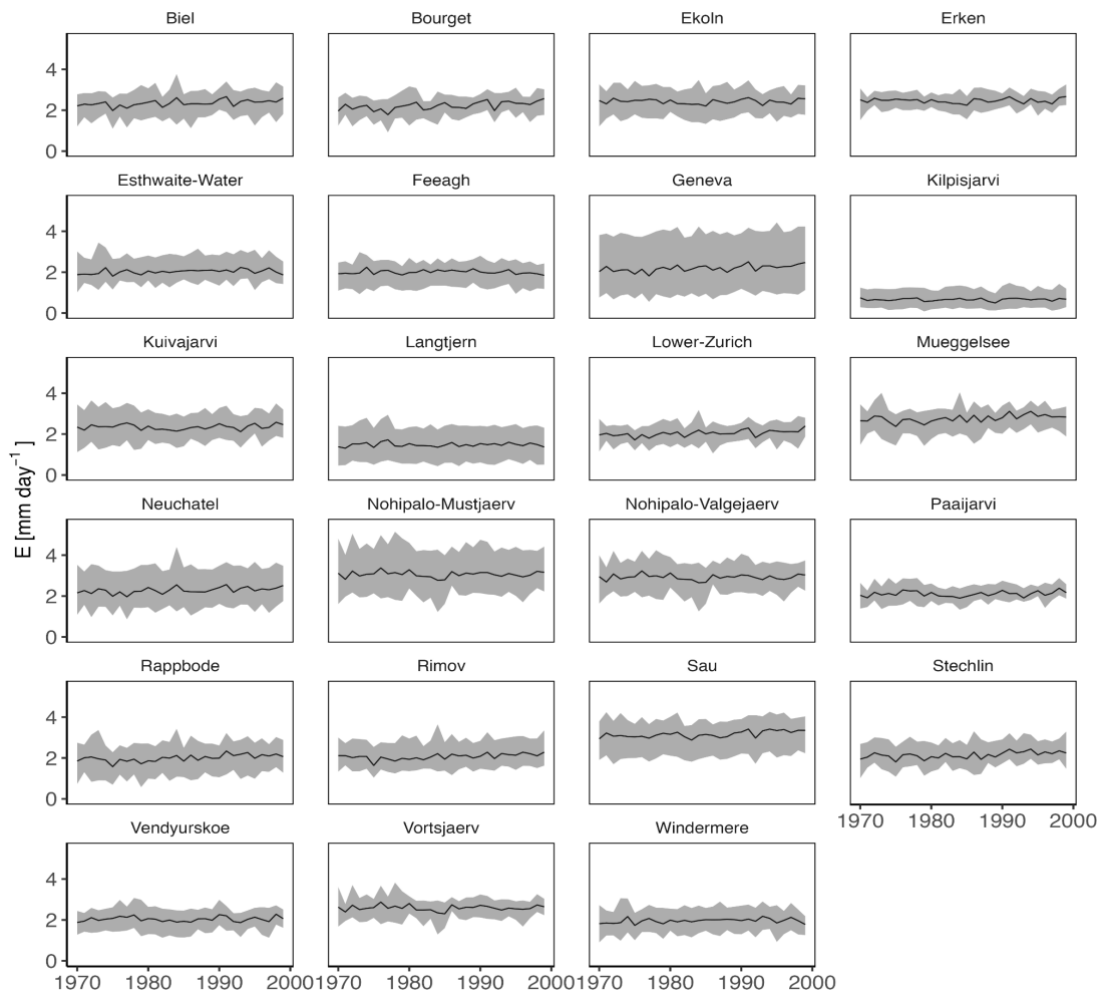 Biel Bourget Ekoln Erken
4
2
0
Esthwaite-Water Feeagh Geneva Kilpisjarvi
4
2
0
Kuivajarvi Langtjern Lower-Zurich Mueggelsee
4
2
0
E [mm day⁻¹]
Neuchatel Nohipalo-Mustjaerv Nohipalo-Valgejaerv Paaijarvi
4
2
0
Rappbode Rimov Sau Stechlin
4
2
0
1970 1980 1990 2000
Vendyurskoe Vortsjaerv Windermere
4
2
0
1970 1980 1990 2000 1970 1980 1990 2000 1970 1980 1990 2000